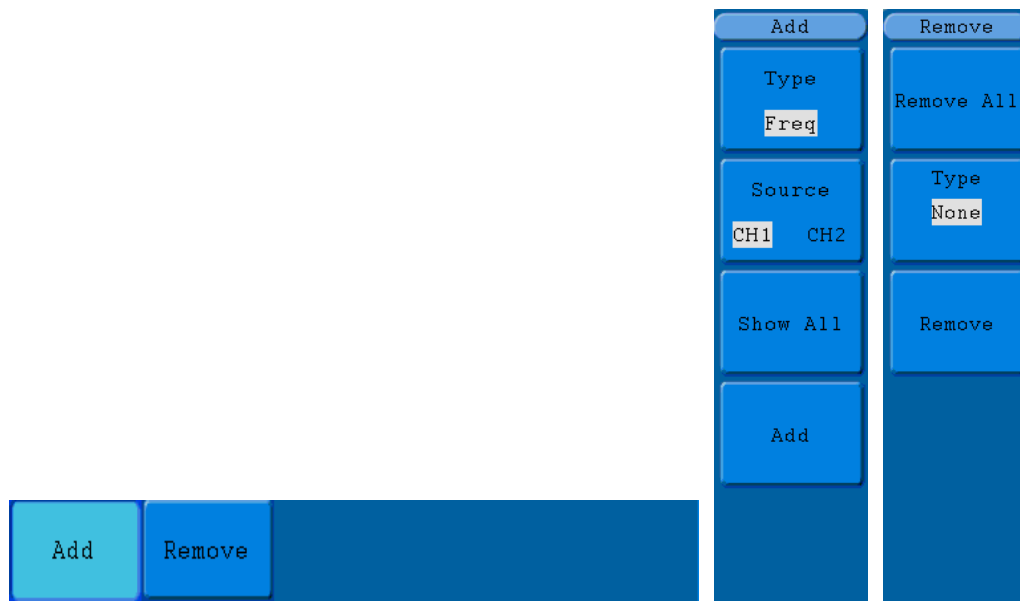 Add
Type
Freq
Source
CH1 CH2
Show All
Add
Remove
Remove All
Type
None
Remove
Add Remove